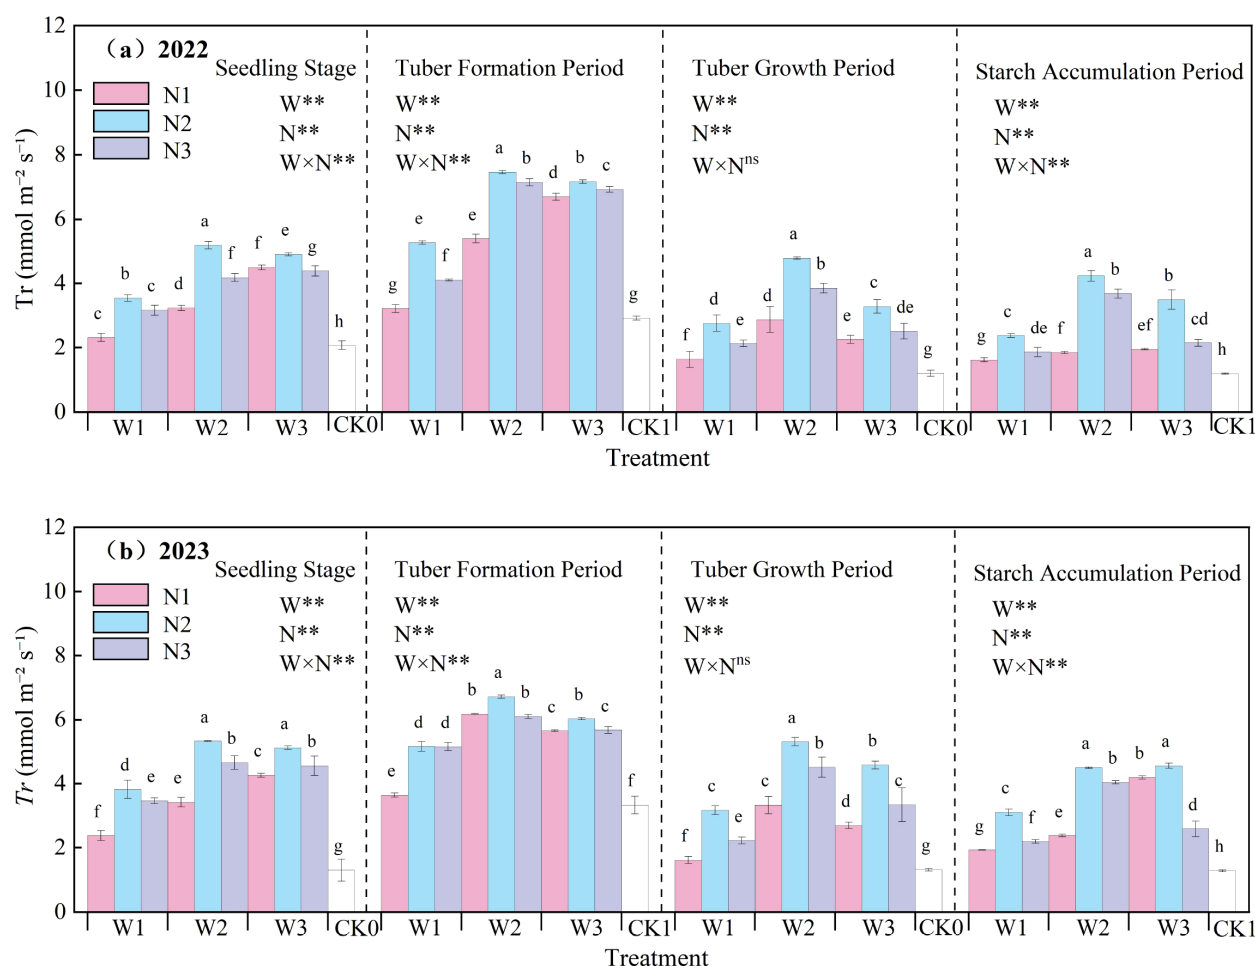 (a) 2022
Seedling Stage
Tuber Formation Period
Tuber Growth Period
Starch Accumulation Period
N1
N2
N3
W**
N**
W×N**
W**
N**
W×N**
W**
N**
W×Nⁿˢ
W**
N**
W×N**
Tr (mmol m⁻² s⁻¹)
12
10
8
6
4
2
0
c b c d a f f e g h
g e f e a b d b c g
f d e d a b e c de g
g c de f a b ef b cd h
W1 W2 W3 CK0 W1 W2 W3 CK1 W1 W2 W3 CK0 W1 W2 W3 CK1
Treatment
(b) 2023
Seedling Stage
Tuber Formation Period
Tuber Growth Period
Starch Accumulation Period
N1
N2
N3
W**
N**
W×N**
W**
N**
W×N**
W**
N**
W×Nⁿˢ
W**
N**
W×N**
Tr (mmol m⁻² s⁻¹)
12
10
8
6
4
2
0
f d e e a b c a b g
e d d b a b c b c f
f c e c a b d b c g
g c f e a b b a d h
W1 W2 W3 CK0 W1 W2 W3 CK1 W1 W2 W3 CK0 W1 W2 W3 CK1
Treatment